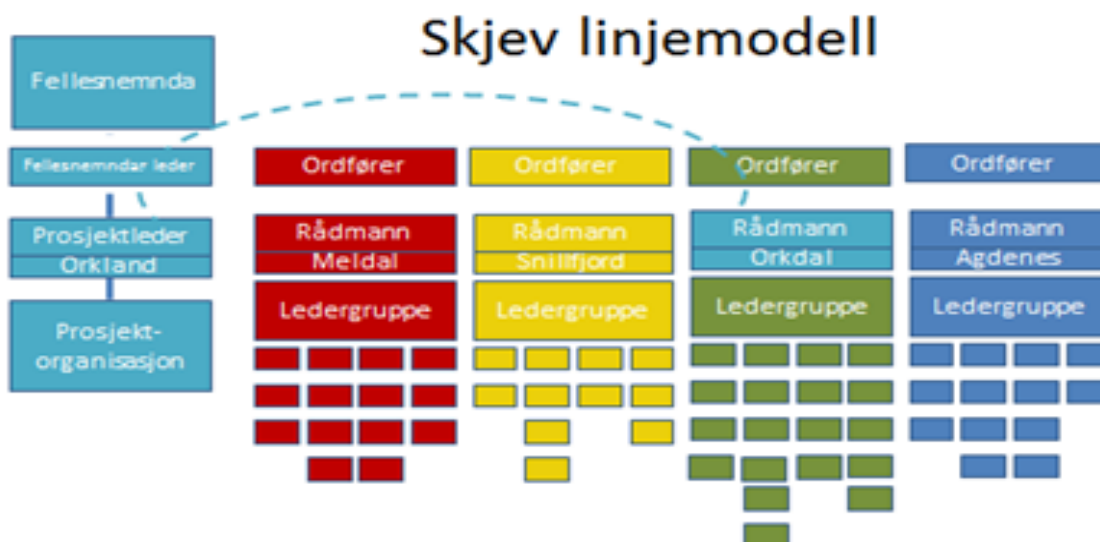 Skjev linjemodell
Fellesnemnda
Fellesnemndar leder
Prosjektleder
Orkland
Prosjekt-
organisasjon
Ordfører
Rådmann
Meldal
Ledergruppe
Ordfører
Rådmann
Snillfjord
Ledergruppe
Ordfører
Rådmann
Orkdal
Ledergruppe
Ordfører
Rådmann
Agdenes
Ledergruppe